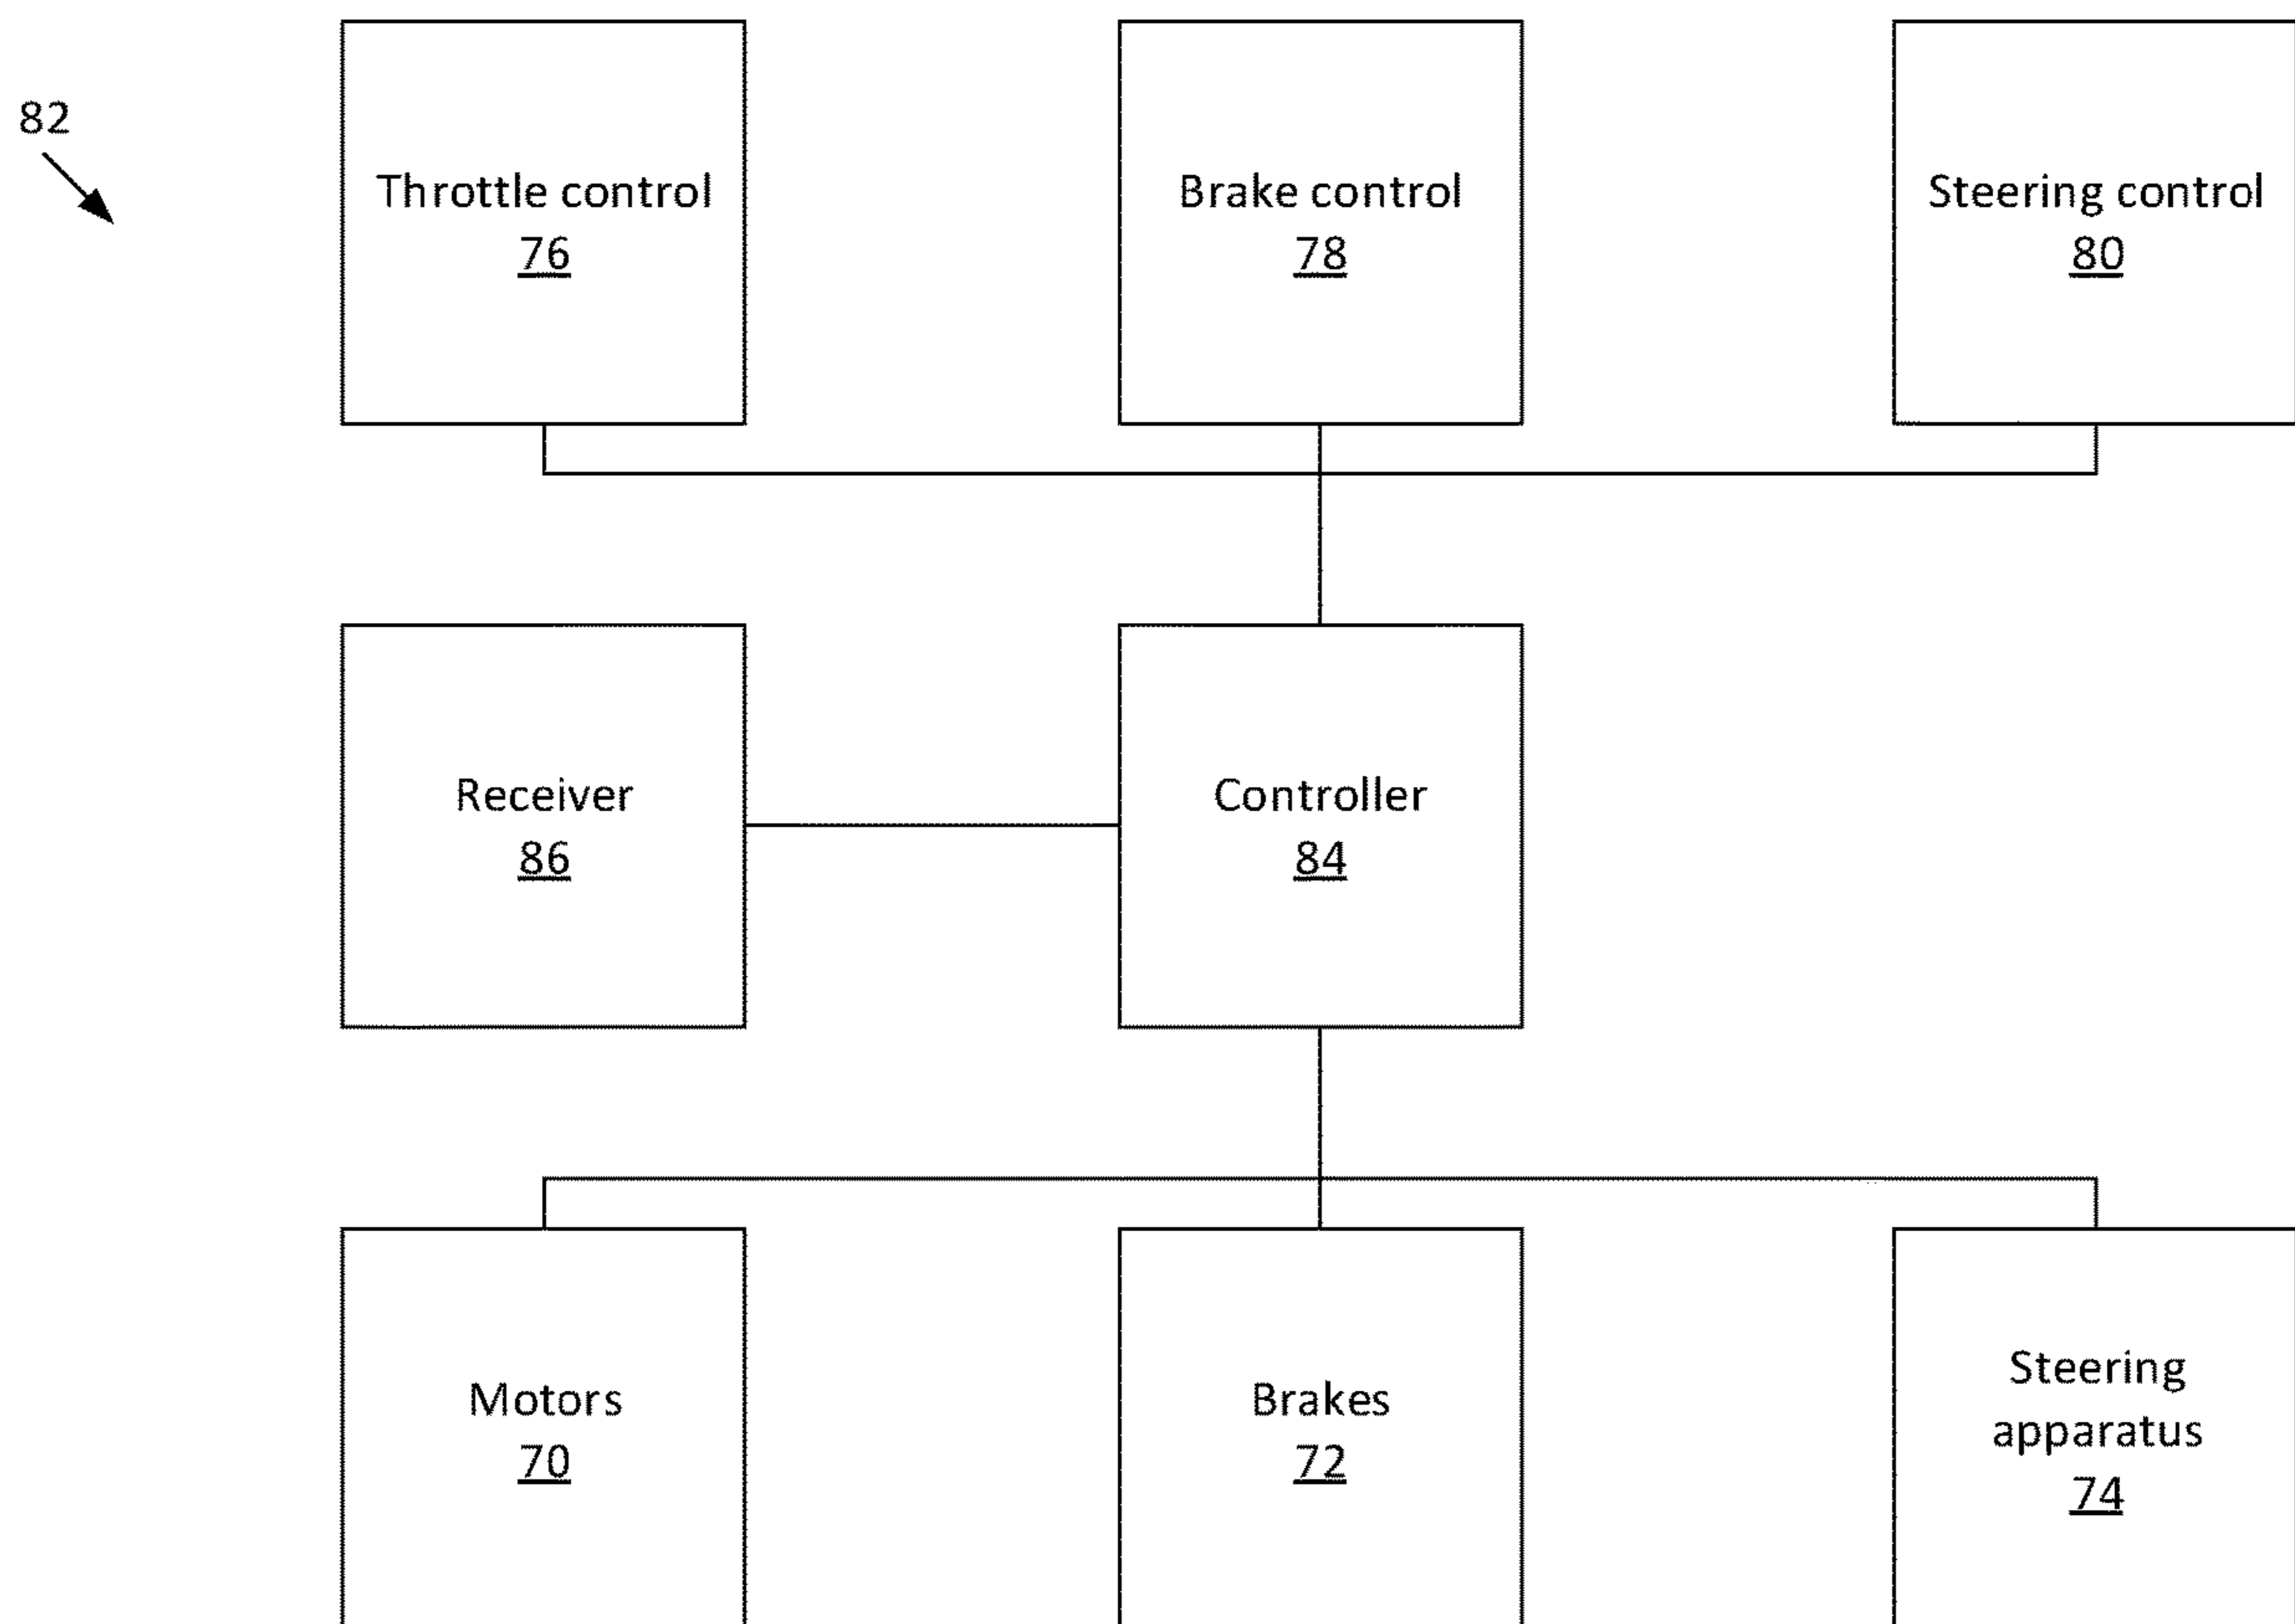 82
Throttle control
76
Brake control
78
Steering control
80
Receiver
86
Controller
84
Motors
70
Brakes
72
Steering
apparatus
74